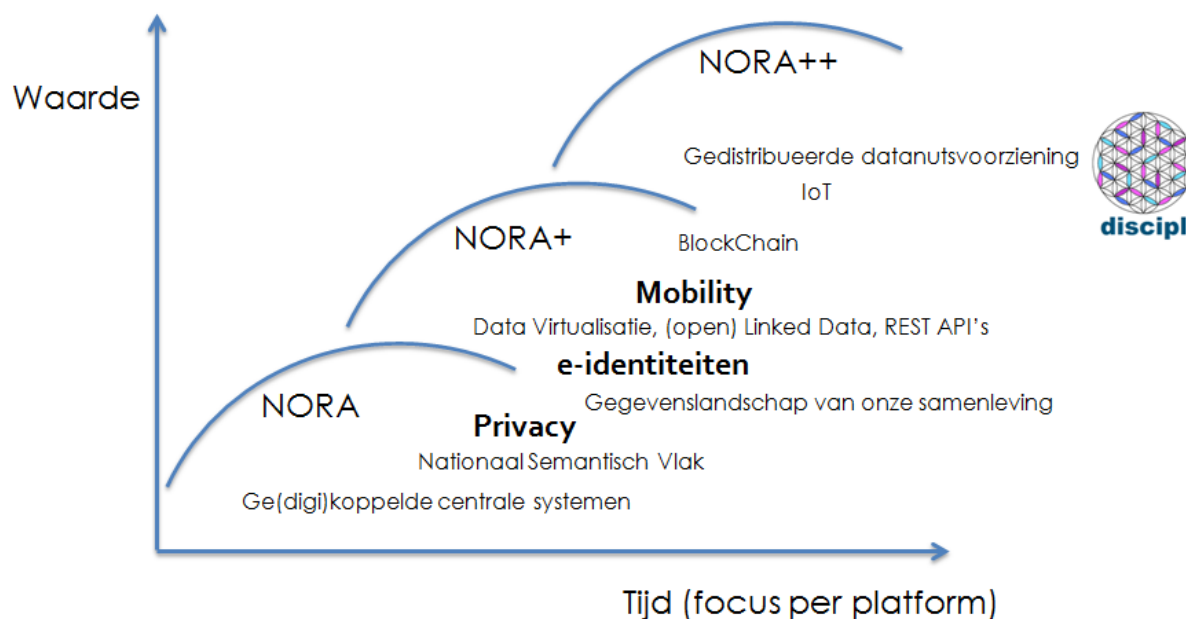 NORA++
Waarde
Gedistribueerde datanutsvoorziening
IoT
discipl
NORA+
BlockChain
Mobility
Data Virtualisatie, (open) Linked Data, REST API's
e-identiteiten
NORA
Gegevenslandschap van onze samenleving
Privacy
Nationaal Semantisch Vlak
Ge(digi)koppelde centrale systemen
Tijd (focus per platform)